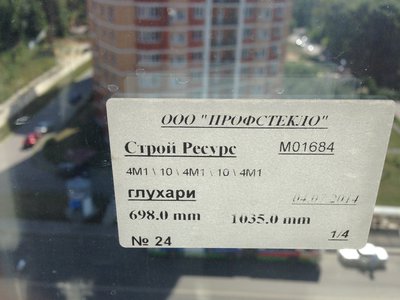 ООО "ПРОФСТЕКЛО"
Строй Ресурс М01684
4М1 \ 10 \ 4М1 \ 10 \ 4М1
глухари
698.0 mm 1035.0 mm
№ 24 1/4